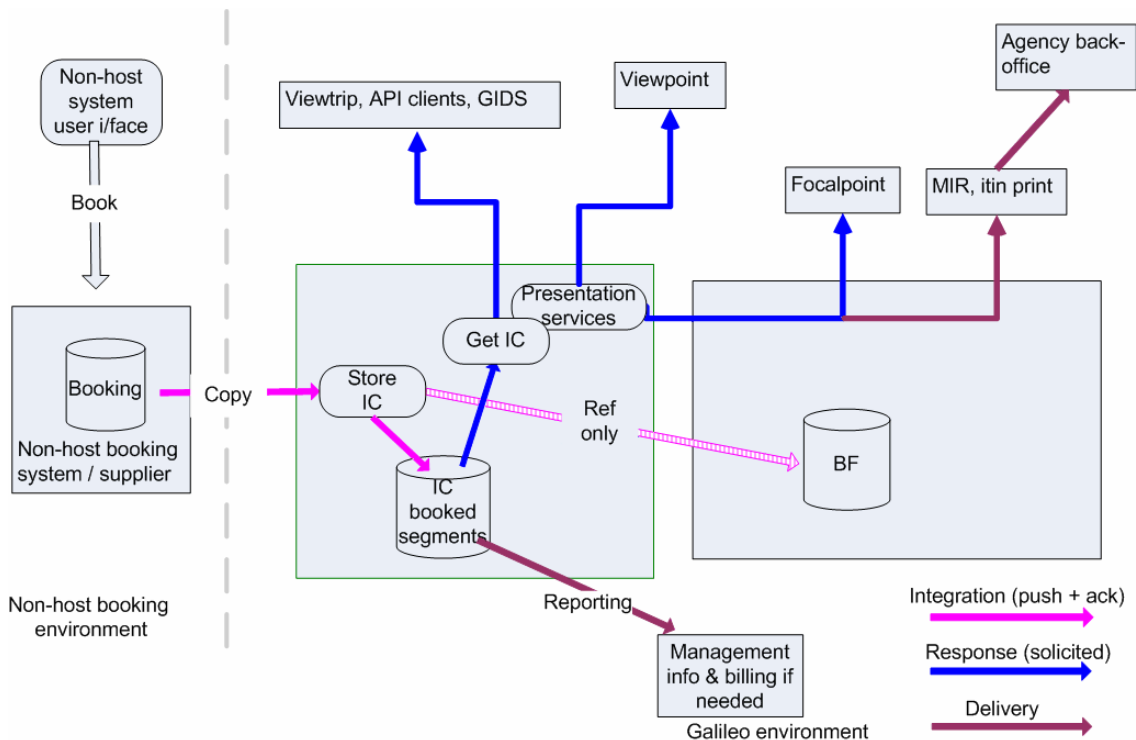 Agency back-
office
Non-host
system
user i/face
Viewtrip, API clients, GIDS
Viewpoint
Book
Focalpoint
MIR, itin print
Presentation
services
Get IC
Booking
Copy
Store
IC
Ref
only
Non-host booking
system / supplier
BF
IC
booked
segments
Reporting
Non-host booking
environment
Management
info & billing if
needed
Galileo environment
Integration (push + ack)
Response (solicited)
Delivery